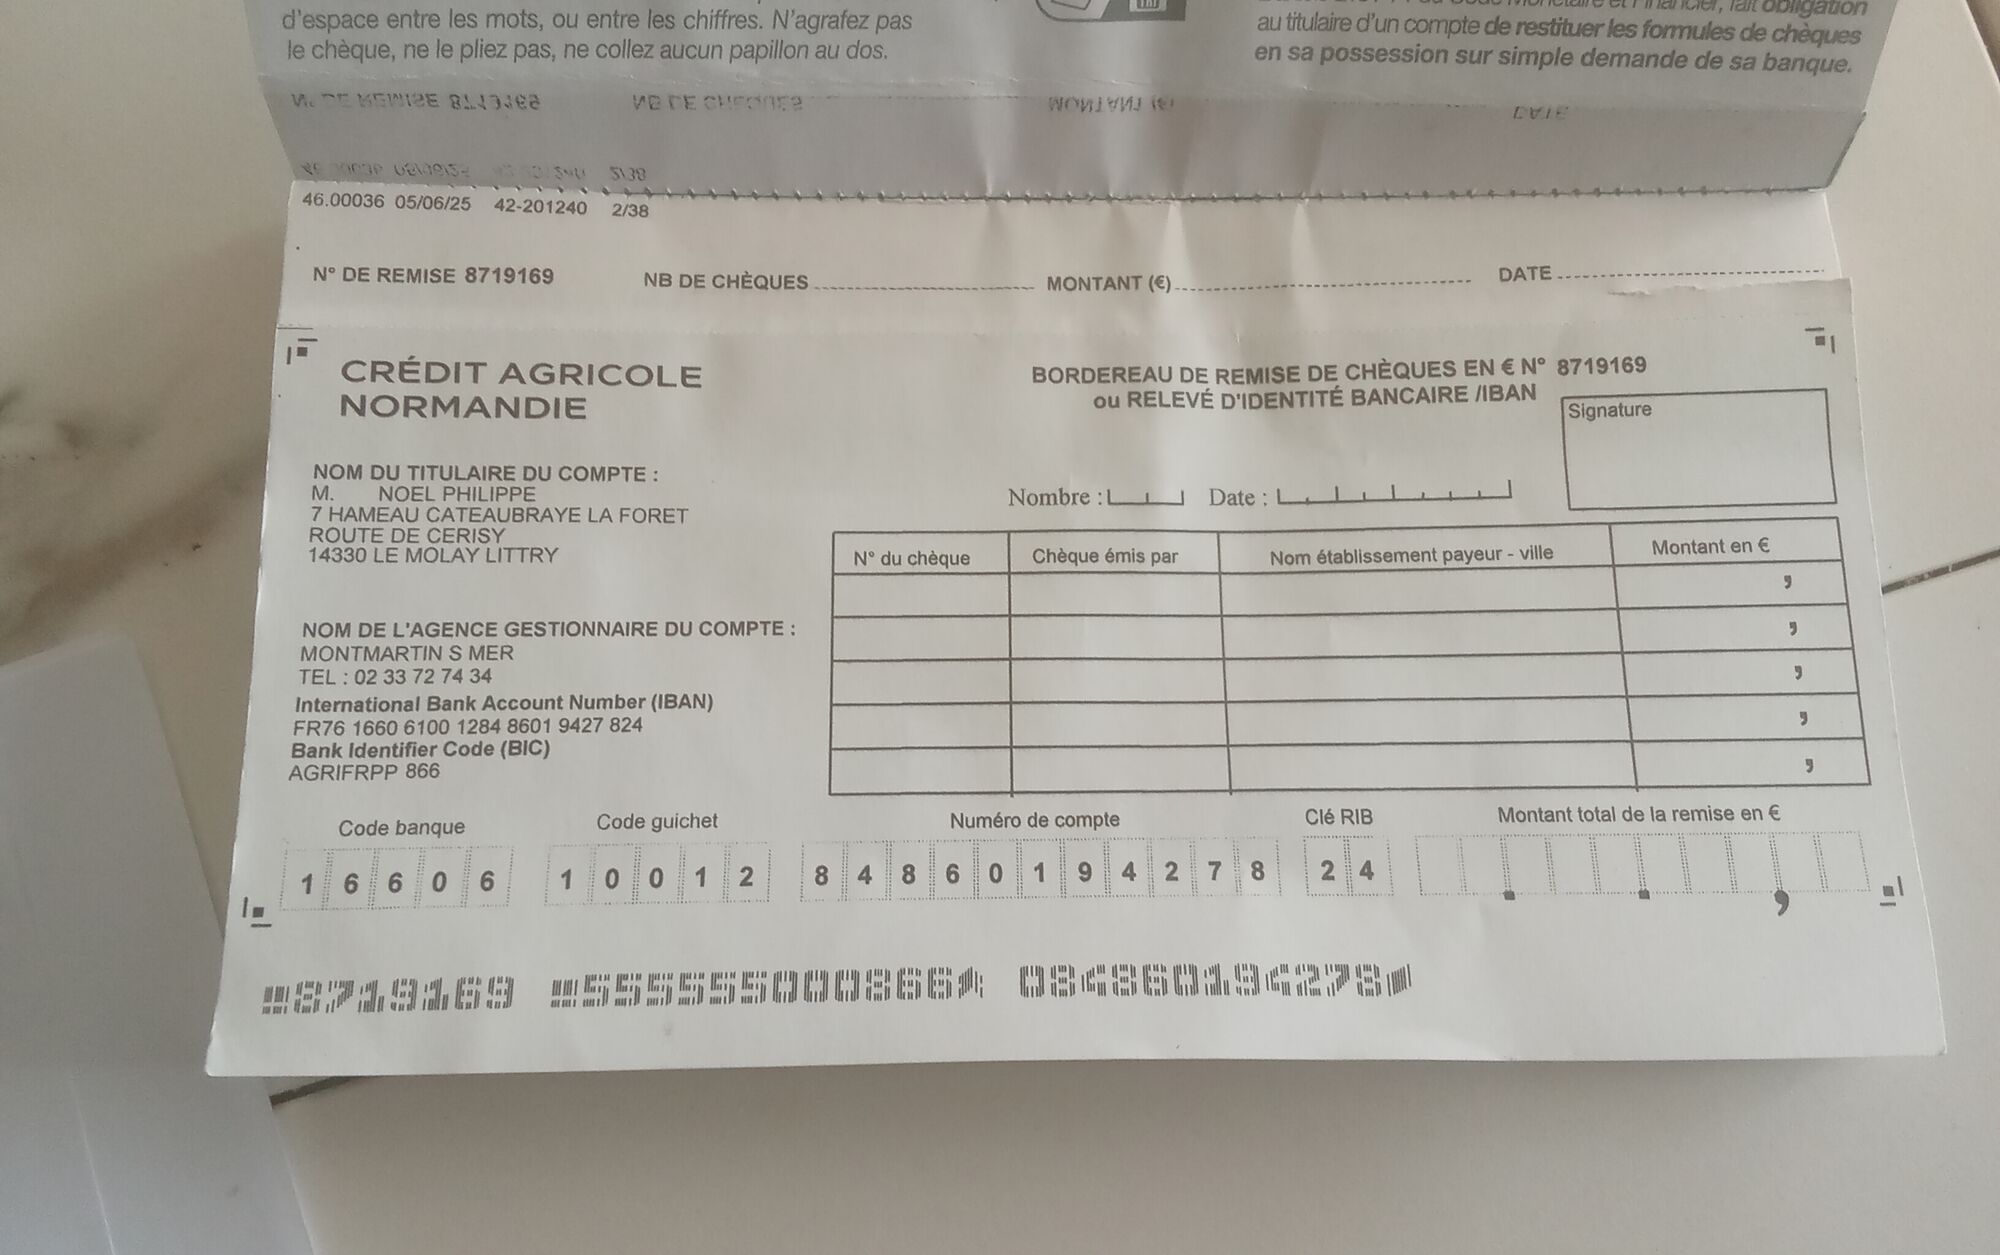 d'espace entre les mots, ou entre les chiffres. N'agrafez pas
le chèque, ne le pliez pas, ne collez aucun papillon au dos.
au titulaire d'un compte de restituer les formules de chèques
en sa possession sur simple demande de sa banque.
46.00036 05/06/25 42-201240 2/38
N° DE REMISE 8719169 NB DE CHÈQUES MONTANT (€) DATE
CRÉDIT AGRICOLE
NORMANDIE
BORDEREAU DE REMISE DE CHÈQUES EN € N° 8719169
ou RELEVÉ D'IDENTITÉ BANCAIRE /IBAN
Signature
NOM DU TITULAIRE DU COMPTE :
M. NOEL PHILIPPE
7 HAMEAU CATEAUBRAYE LA FORET
ROUTE DE CERISY
14330 LE MOLAY LITTRY
Nombre : Date :
N° du chèque Chèque émis par Nom établissement payeur - ville Montant en €
,
,
,
,
,
NOM DE L'AGENCE GESTIONNAIRE DU COMPTE :
MONTMARTIN S MER
TEL : 02 33 72 74 34
International Bank Account Number (IBAN)
FR76 1660 6100 1284 8601 9427 824
Bank Identifier Code (BIC)
AGRIFRPP 866
Code banque Code guichet Numéro de compte Clé RIB Montant total de la remise en €
1 6 6 0 6 1 0 0 1 2 8 4 8 6 0 1 9 4 2 7 8 2 4 . . ,
8719169 555555000866 084860194278